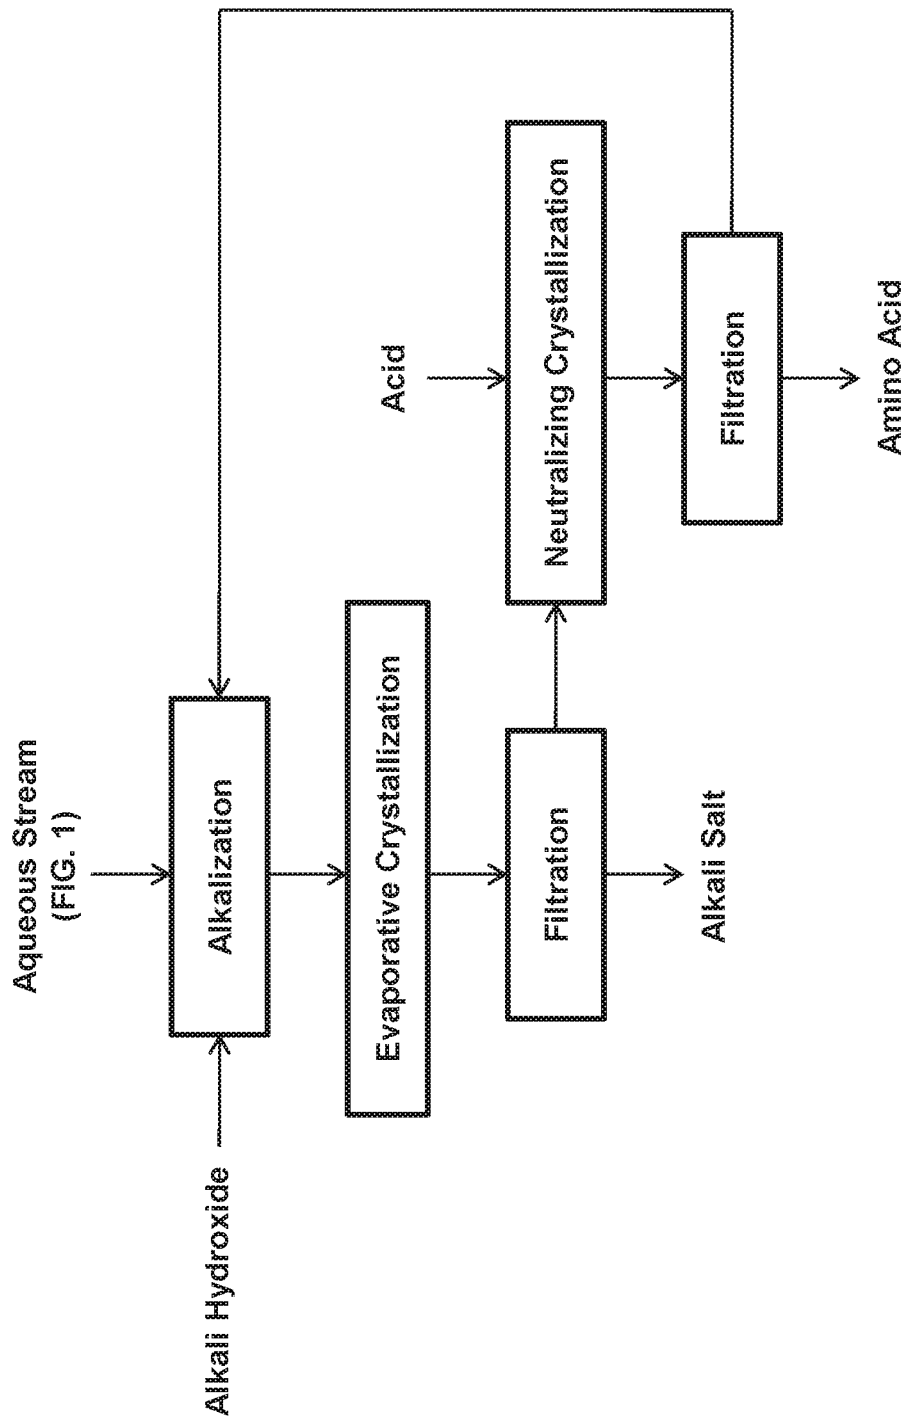 Aqueous Stream
(FIG. 1)
Alkali Hydroxide
Alkalization
Evaporative Crystallization
Filtration
Alkali Salt
Acid
Neutralizing Crystallization
Filtration
Amino Acid